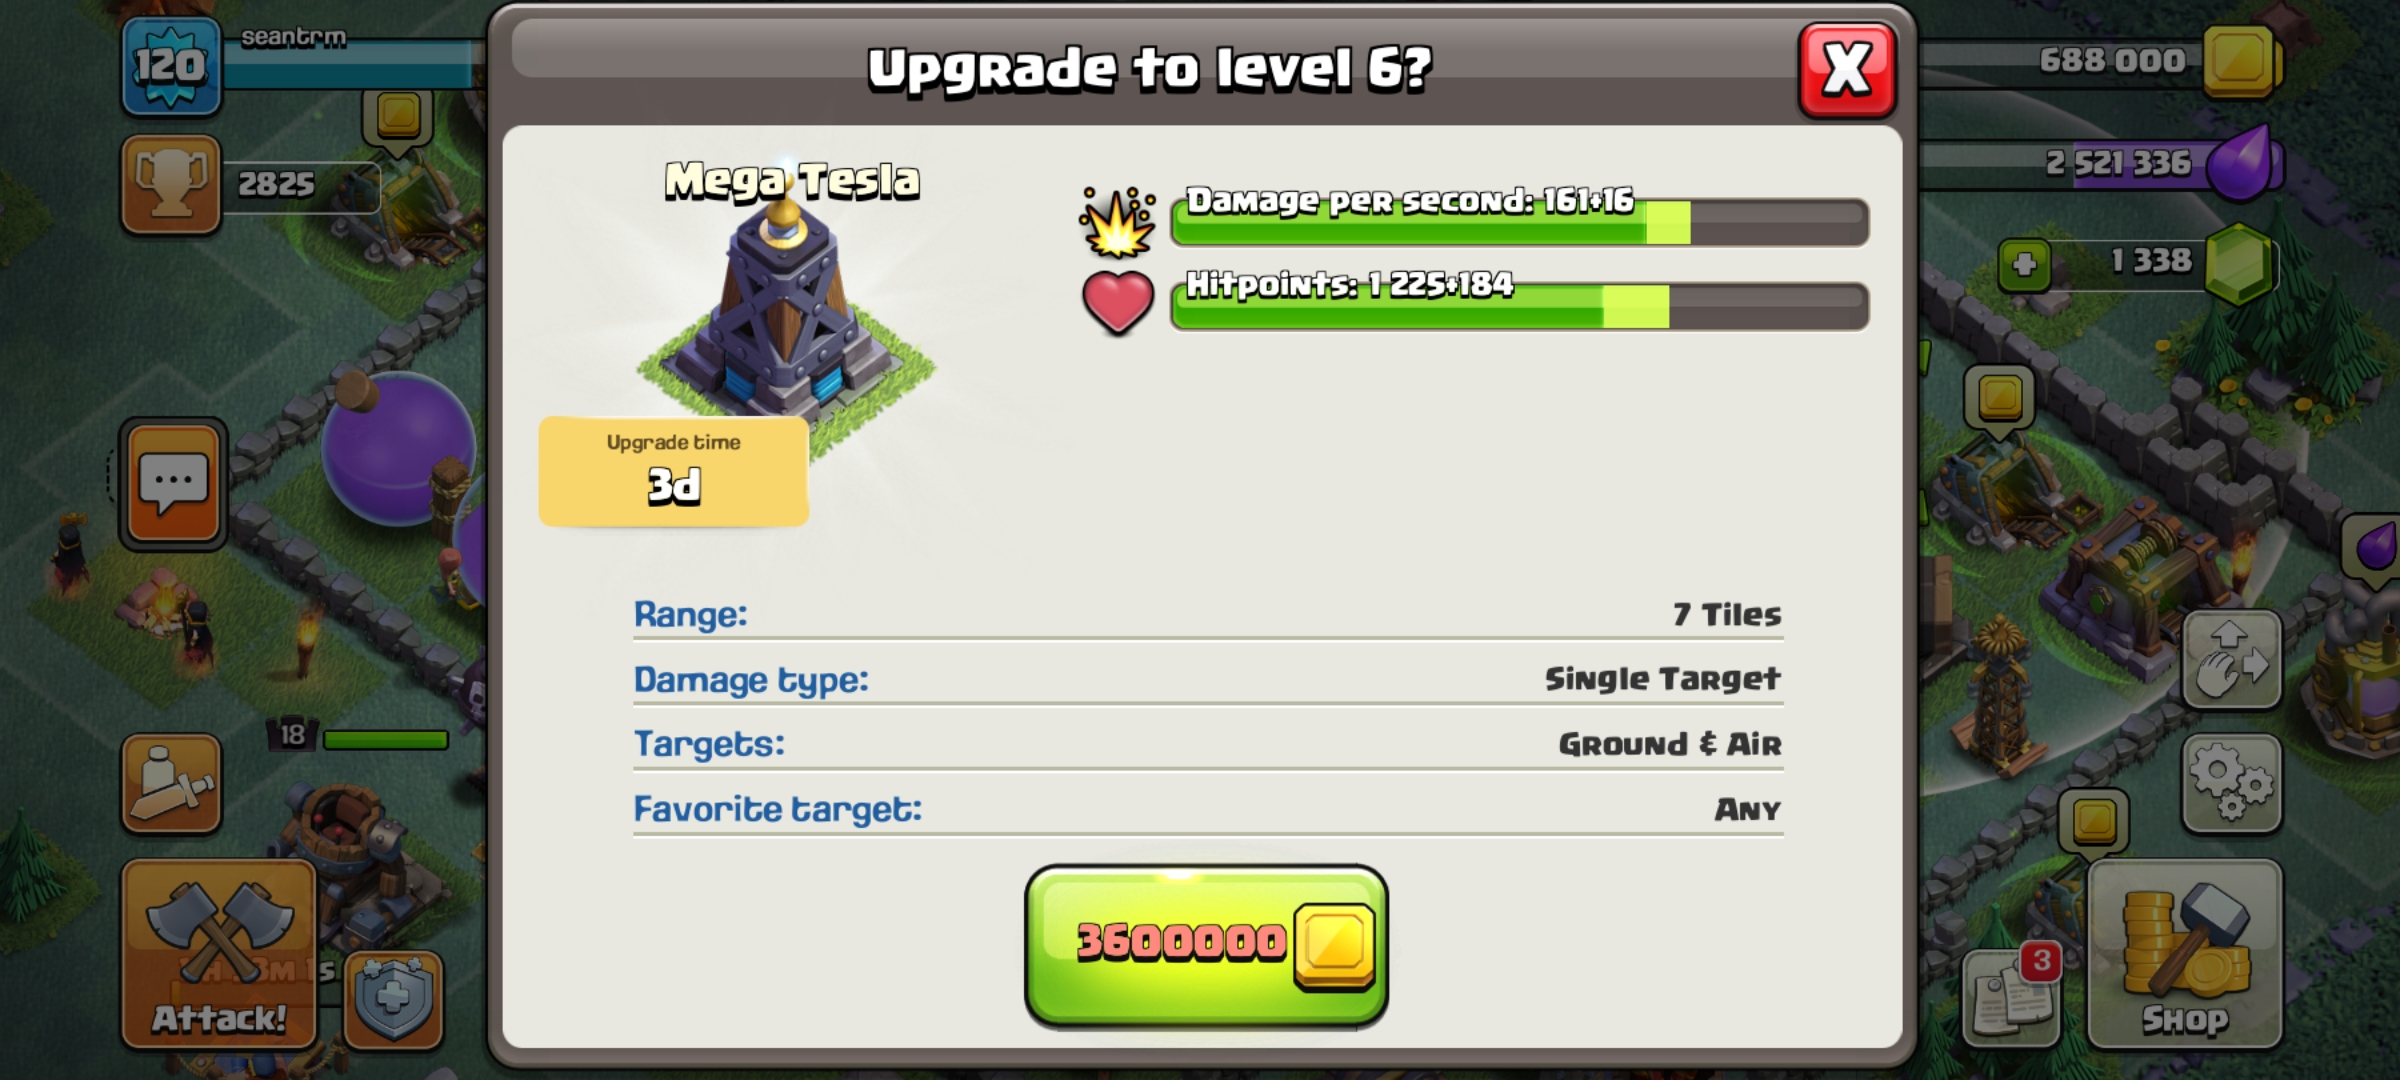 120
seantrm
2825
Upgrade to level 6?
X
688 000
2 521 336
1 338
Mega Tesla
Damage per second: 161+16
Hitpoints: 1 225+184
Upgrade time
3d
Range: 7 Tiles
Damage type: Single Target
Targets: Ground & Air
Favorite target: Any
3600000
18
Attack!
3
Shop